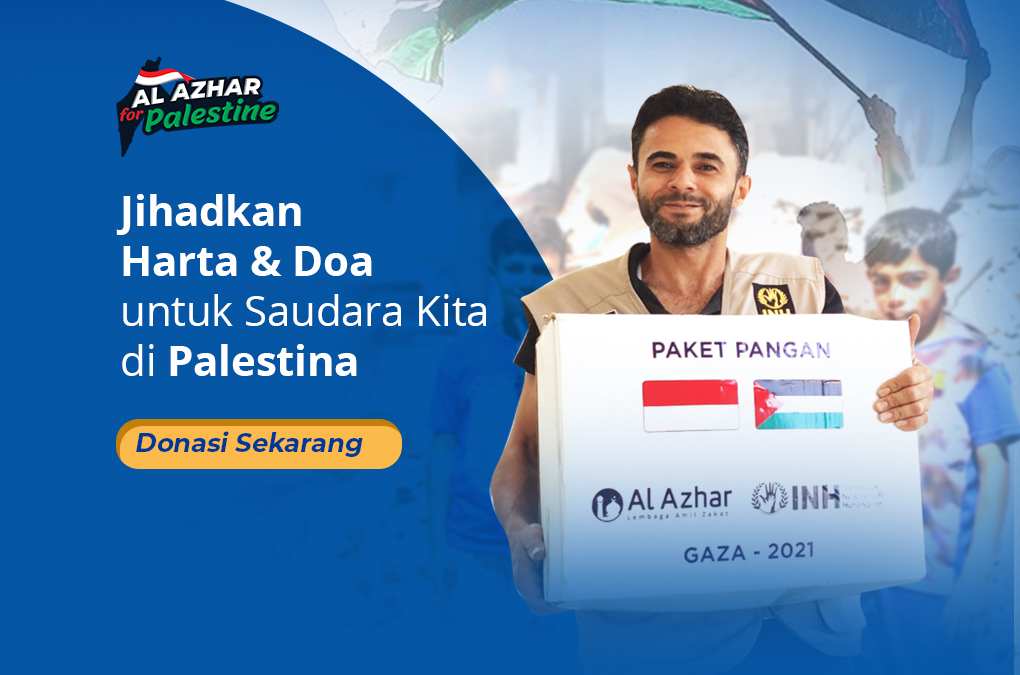 AL AZHAR
for Palestine
Jihadkan
Harta & Doa
untuk Saudara Kita
di Palestina
Donasi Sekarang
INH
PAKET PANGAN
Al Azhar
Lembaga Amil Zakat
INH
GAZA - 2021